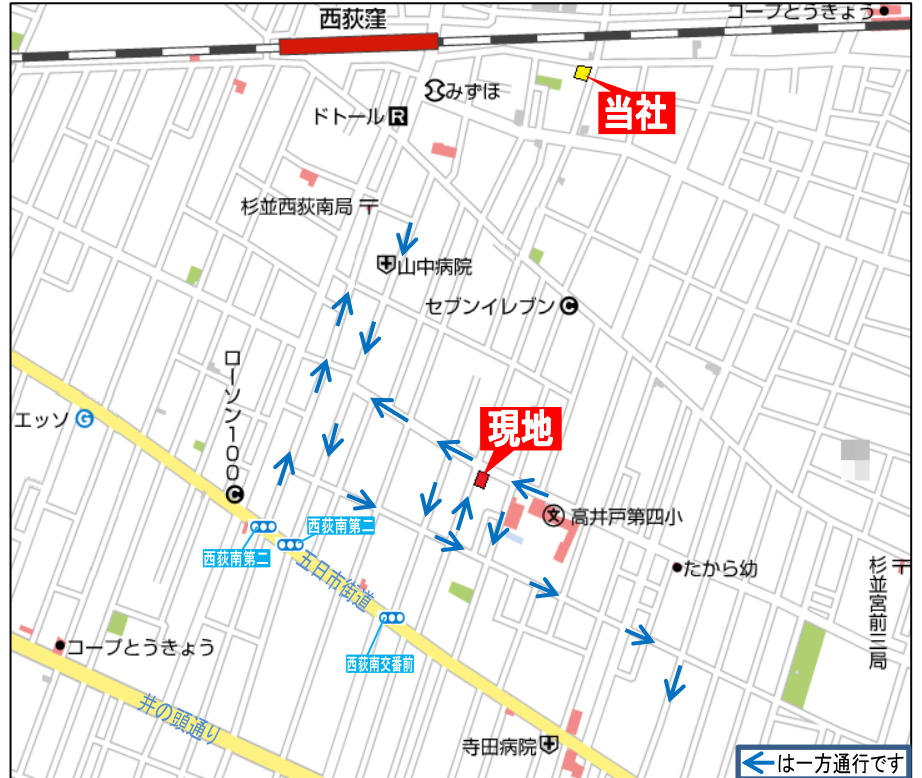 西荻窪
コープとうきょう
みずほ
当社
ドトール
R
杉並西荻南局
山中病院
セブンイレブン
C
ローソン100
C
エッソ
G
現地
文
高井戸第四小
西荻南第二
西荻南第二
五日市街道
たから幼
杉並宮前三局
コープとうきょう
西荻南交番前
井の頭通り
寺田病院
は一方通行です